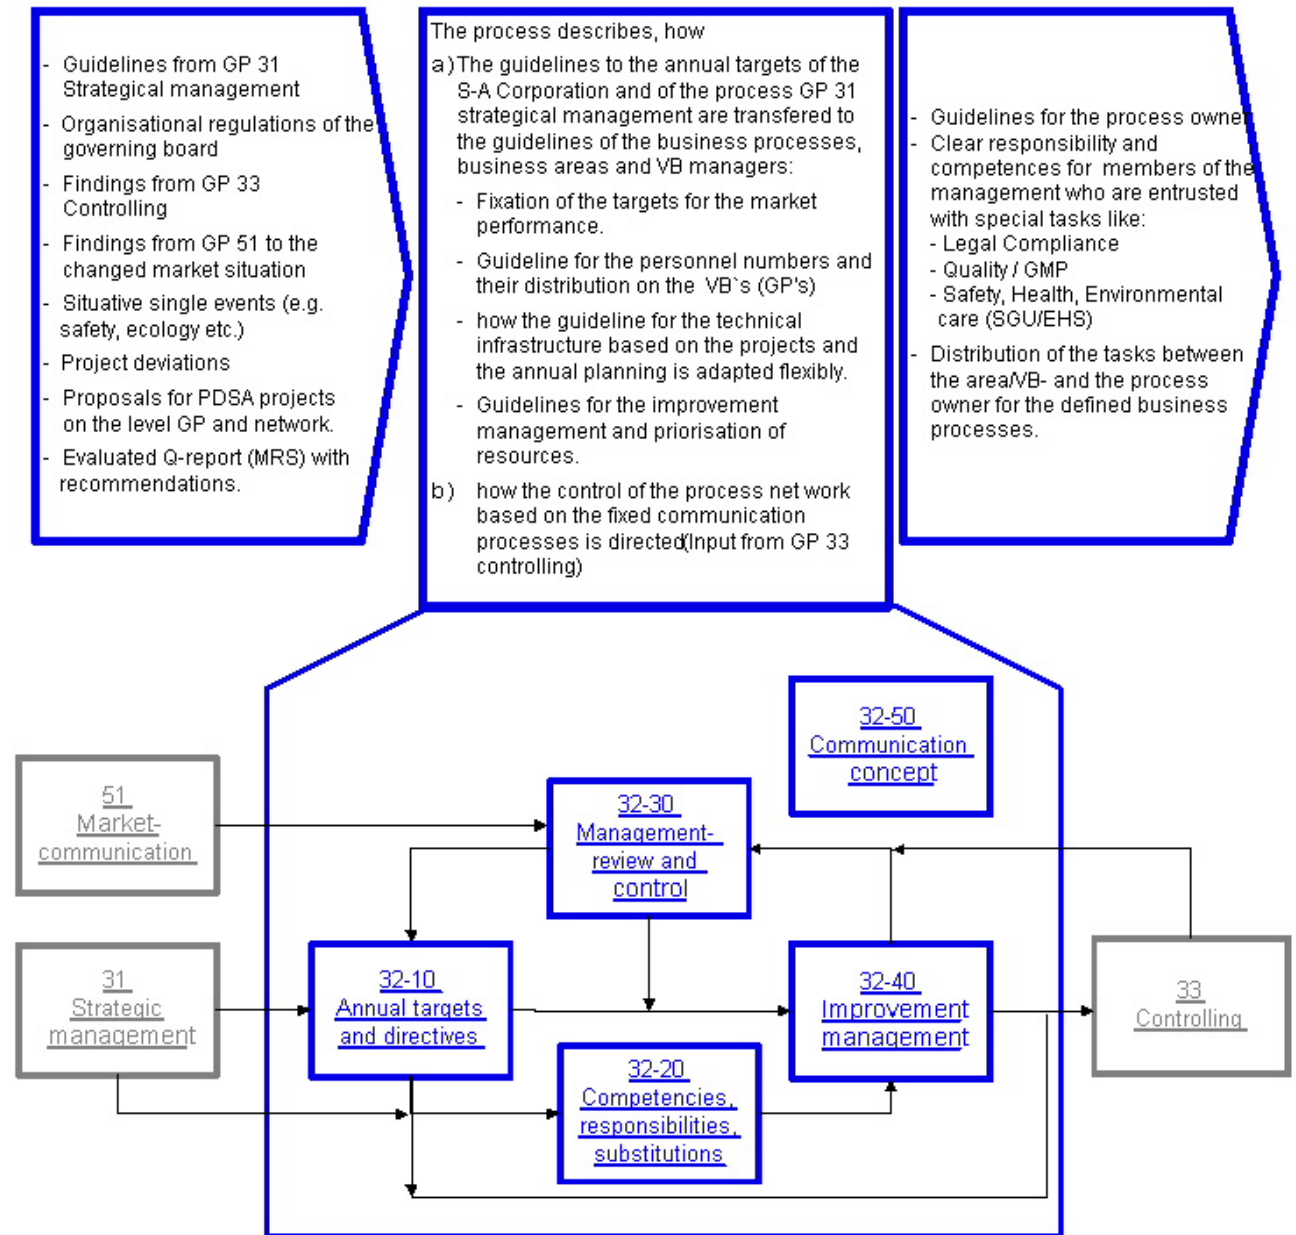 - Guidelines from GP 31
Strategical management
- Organisational regulations of the
governing board
- Findings from GP 33
Controlling
- Findings from GP 51 to the
changed market situation
- Situative single events (e.g.
safety, ecology etc.)
- Project deviations
- Proposals for PDSA projects
on the level GP and network.
- Evaluated Q-report (MRS) with
recommendations.
The process describes, how
a) The guidelines to the annual targets of the
S-A Corporation and of the process GP 31
strategical management are transfered to
the guidelines of the business processes,
business areas and VB managers:
- Fixation of the targets for the market
performance.
- Guideline for the personnel numbers and
their distribution on the VB`s (GP's)
- how the guideline for the technical
infrastructure based on the projects and
the annual planning is adapted flexibly.
- Guidelines for the improvement
management and priorisation of
resources.
b) how the control of the process net work
based on the fixed communication
processes is directed(Input from GP 33
controlling)
- Guidelines for the process owner
- Clear responsibility and
competences for members of the
management who are entrusted
with special tasks like:
- Legal Compliance
- Quality / GMP
- Safety, Health, Environmental
care (SGU/EHS)
- Distribution of the tasks between
the area/VB- and the process
owner for the defined business
processes.
32-50
Communication
concept
51
Market-
communication
32-30
Management-
review and
control
31
Strategic
management
32-10
Annual targets
and directives
32-40
Improvement
management
33
Controlling
32-20
Competencies,
responsibilities,
substitutions